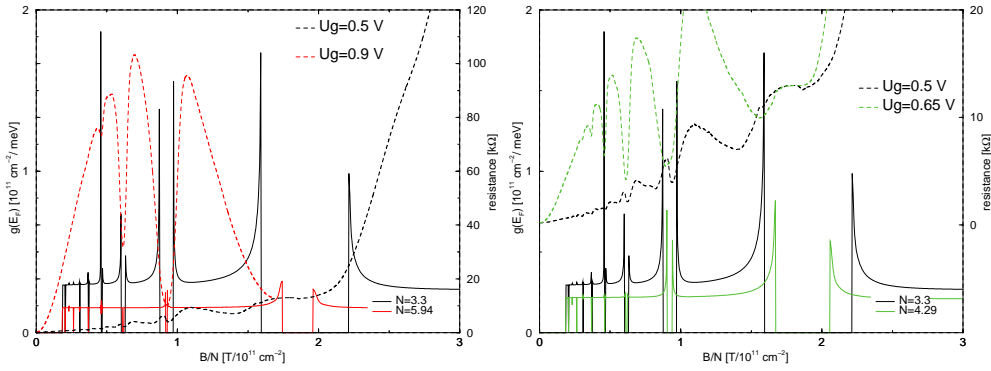 2
1
0
g(E_F) [10^11 cm^-2/ meV]
Ug=0.5 V
Ug=0.9 V
N=3.3
N=5.94
120
100
80
60
40
20
0
resistance [kΩ]
0
1
2
3
B/N [T/10^11 cm^-2]
2
1
0
g(E_F) [10^11 cm^-2/ meV]
Ug=0.5 V
Ug=0.65 V
N=3.3
N=4.29
20
10
0
resistance [kΩ]
0
1
2
3
B/N [T/10^11 cm^-2]